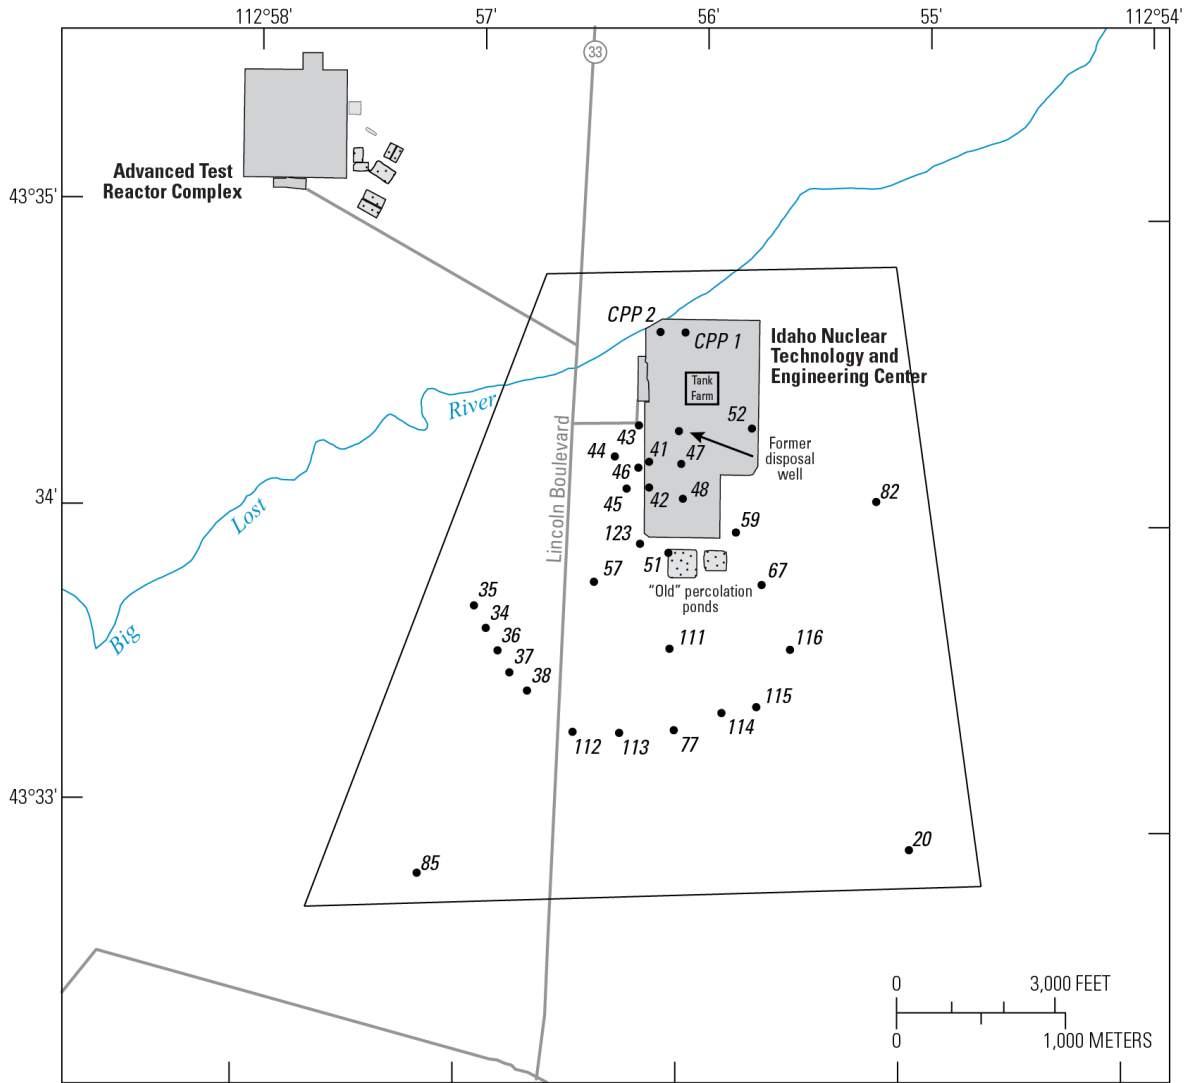 112°58'
57'
56'
55'
112°54'
33
Advanced Test
Reactor Complex
43°35'
CPP 2
CPP 1
Idaho Nuclear
Technology and
Engineering Center
Tank
Farm
River
52
43
Former
disposal
well
44
41
47
46
Lincoln Boulevard
34'
45
42
48
82
Lost
123
59
51
57
67
"Old" percolation
ponds
35
34
Big
36
111
116
37
38
115
114
112
113
77
43°33'
85
20
0
3,000 FEET
0
1,000 METERS